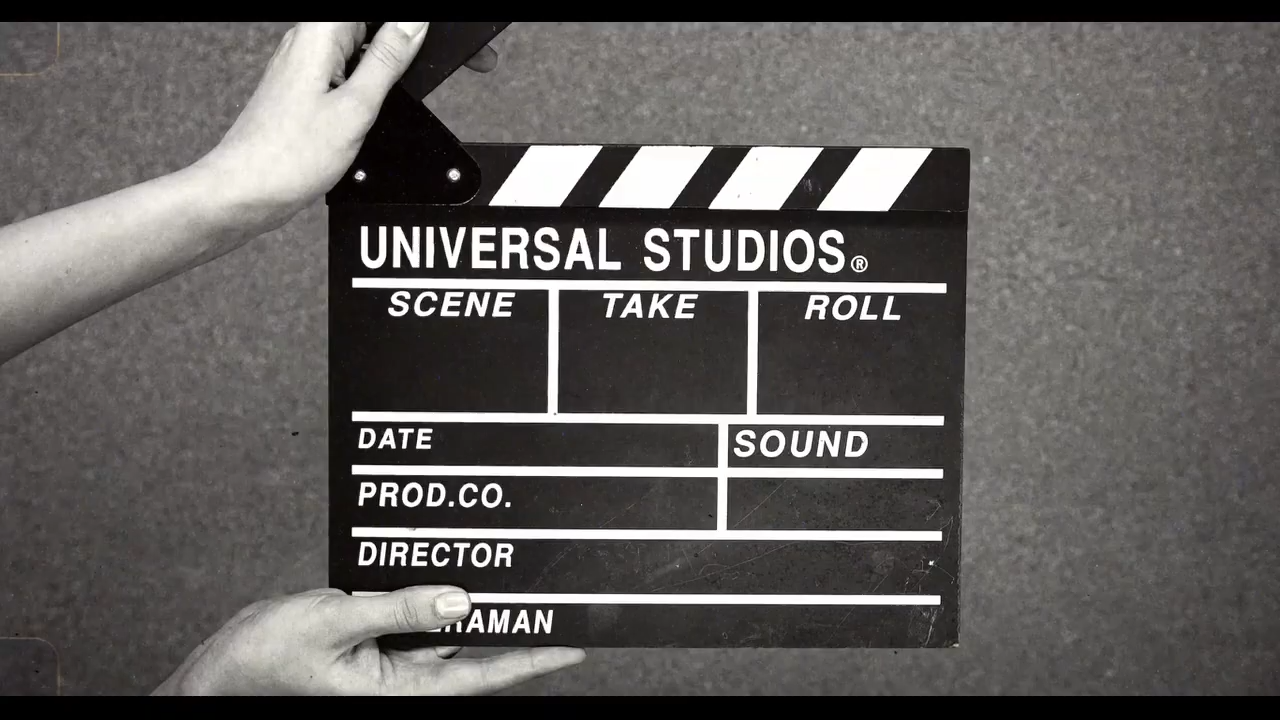 UNIVERSAL STUDIOS®
SCENE TAKE ROLL
DATE SOUND
PROD.CO.
DIRECTOR